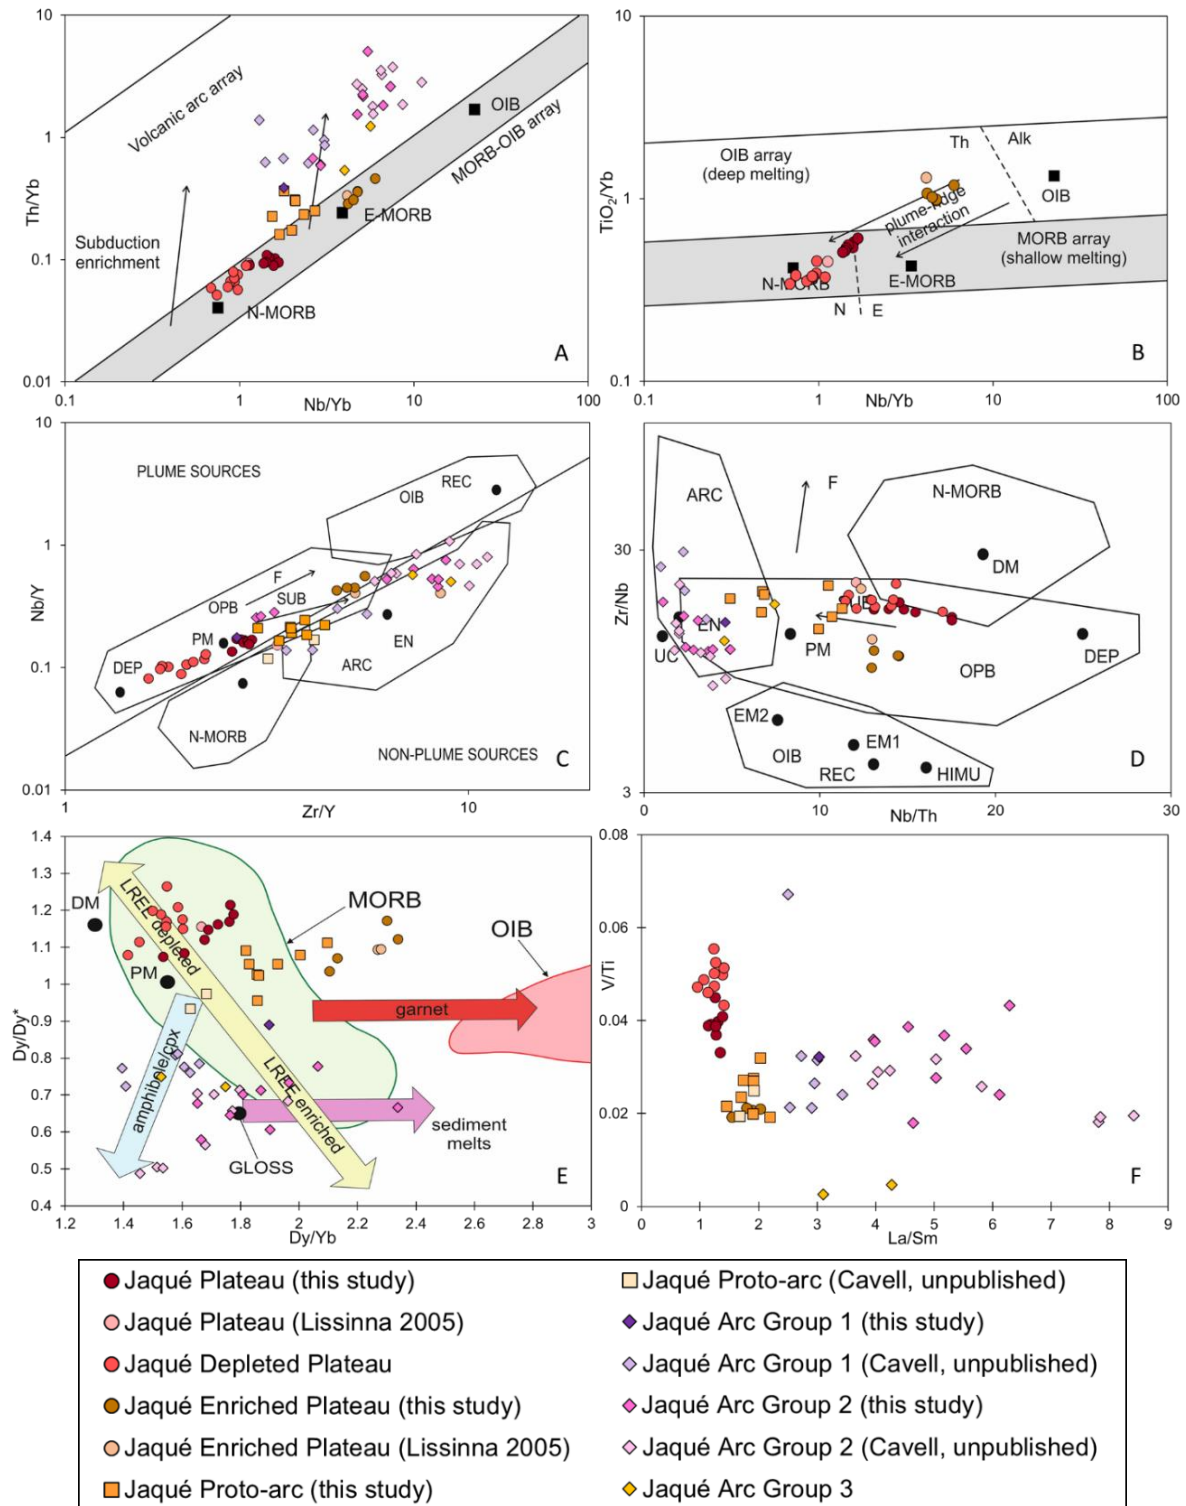 10
1
0.1
0.01
Th/Yb
0.1
1
10
100
Nb/Yb
Volcanic arc array
MORB-OIB array
Subduction
enrichment
OIB
E-MORB
N-MORB
A
10
1
0.1
TiO2/Yb
0.1
1
10
100
Nb/Yb
OIB array
(deep melting)
Th
Alk
OIB
plume-ridge
interaction
MORB array
(shallow melting)
N-MORB
E-MORB
N
E
B
10
1
0.1
0.01
Nb/Y
1
10
Zr/Y
PLUME SOURCES
REC
OIB
F
SUB
OPB
PM
DEP
EN
ARC
N-MORB
NON-PLUME SOURCES
C
30
3
Zr/Nb
0
10
20
30
Nb/Th
ARC
F
N-MORB
DM
EN
UC
PM
DEP
OPB
EM2
OIB
EM1
REC
HIMU
D
1.4
1.3
1.2
1.1
1
0.9
0.8
0.7
0.6
0.5
0.4
Dy/Dy*
1.2
1.4
1.6
1.8
2
2.2
2.4
2.6
2.8
3
Dy/Yb
DM
PM
LREE depleted
LREE enriched
MORB
OIB
garnet
amphibole/cpx
sediment
melts
GLOSS
E
0.08
0.06
0.04
0.02
0
V/Ti
0
1
2
3
4
5
6
7
8
9
La/Sm
F
Jaqué Plateau (this study)
Jaqué Plateau (Lissinna 2005)
Jaqué Depleted Plateau
Jaqué Enriched Plateau (this study)
Jaqué Enriched Plateau (Lissinna 2005)
Jaqué Proto-arc (this study)
Jaqué Proto-arc (Cavell, unpublished)
Jaqué Arc Group 1 (this study)
Jaqué Arc Group 1 (Cavell, unpublished)
Jaqué Arc Group 2 (this study)
Jaqué Arc Group 2 (Cavell, unpublished)
Jaqué Arc Group 3